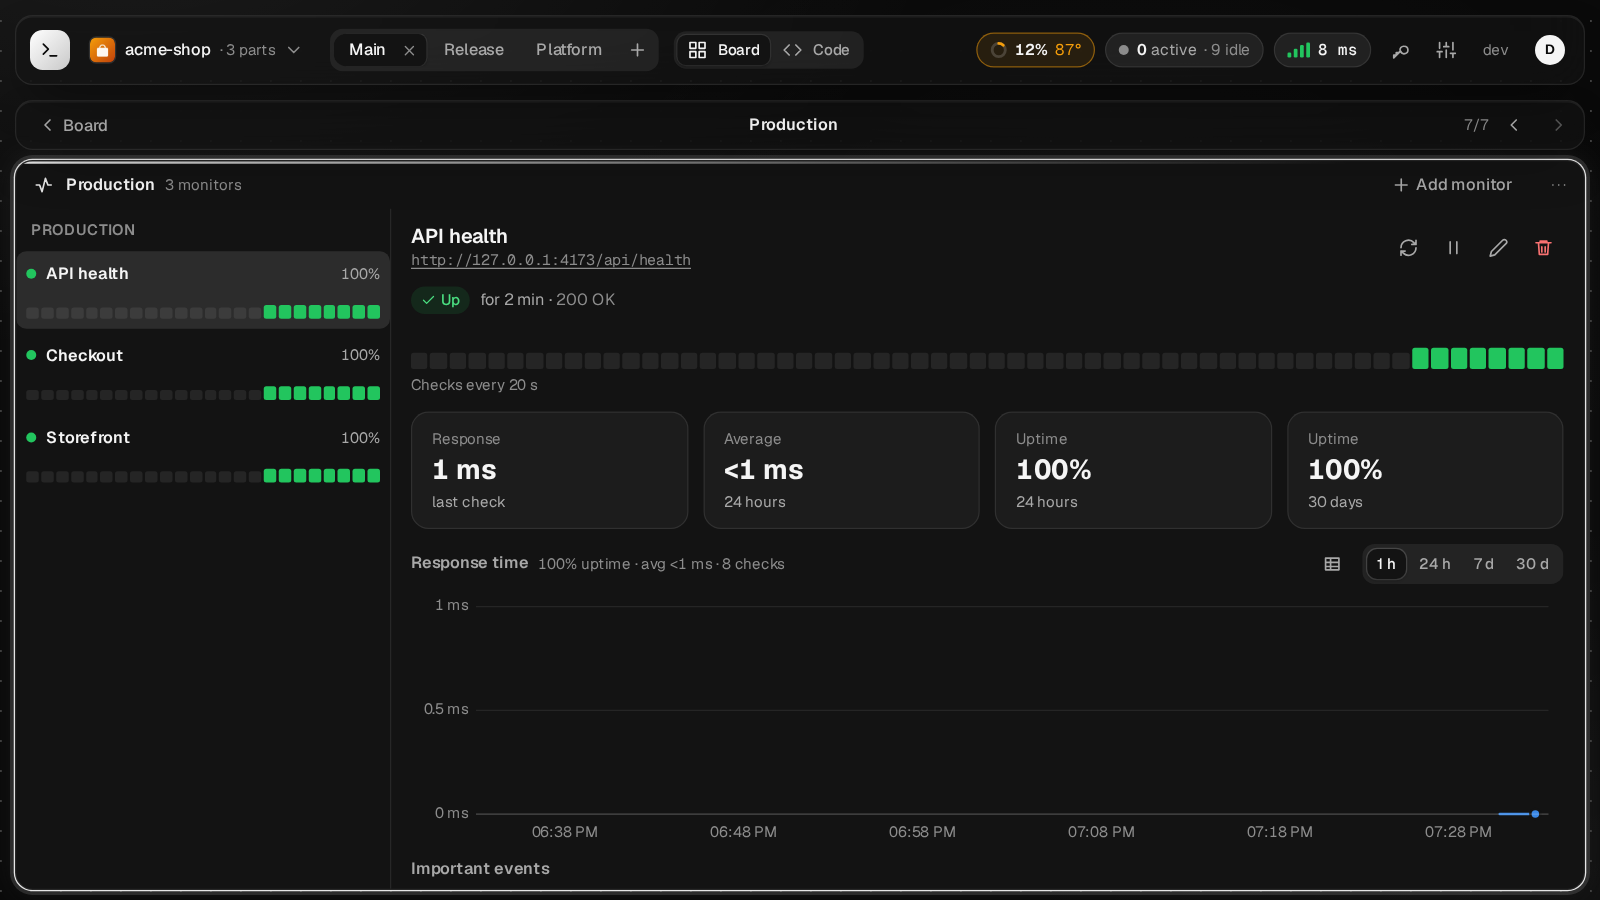 acme-shop · 3 parts
Main
Release
Platform
Board
Code
12% 87°
0 active · 9 idle
8 ms
dev
D
Board
Production
7/7
Production 3 monitors
Add monitor
...
PRODUCTION
API health 100%
Checkout 100%
Storefront 100%
API health
http://127.0.0.1:4173/api/health
Up for 2 min · 200 OK
Checks every 20 s
Response
1 ms
last check
Average
<1 ms
24 hours
Uptime
100%
24 hours
Uptime
100%
30 days
Response time 100% uptime · avg <1 ms · 8 checks
1 h 24 h 7 d 30 d
1 ms
0.5 ms
0 ms
06:38 PM 06:48 PM 06:58 PM 07:08 PM 07:18 PM 07:28 PM
Important events